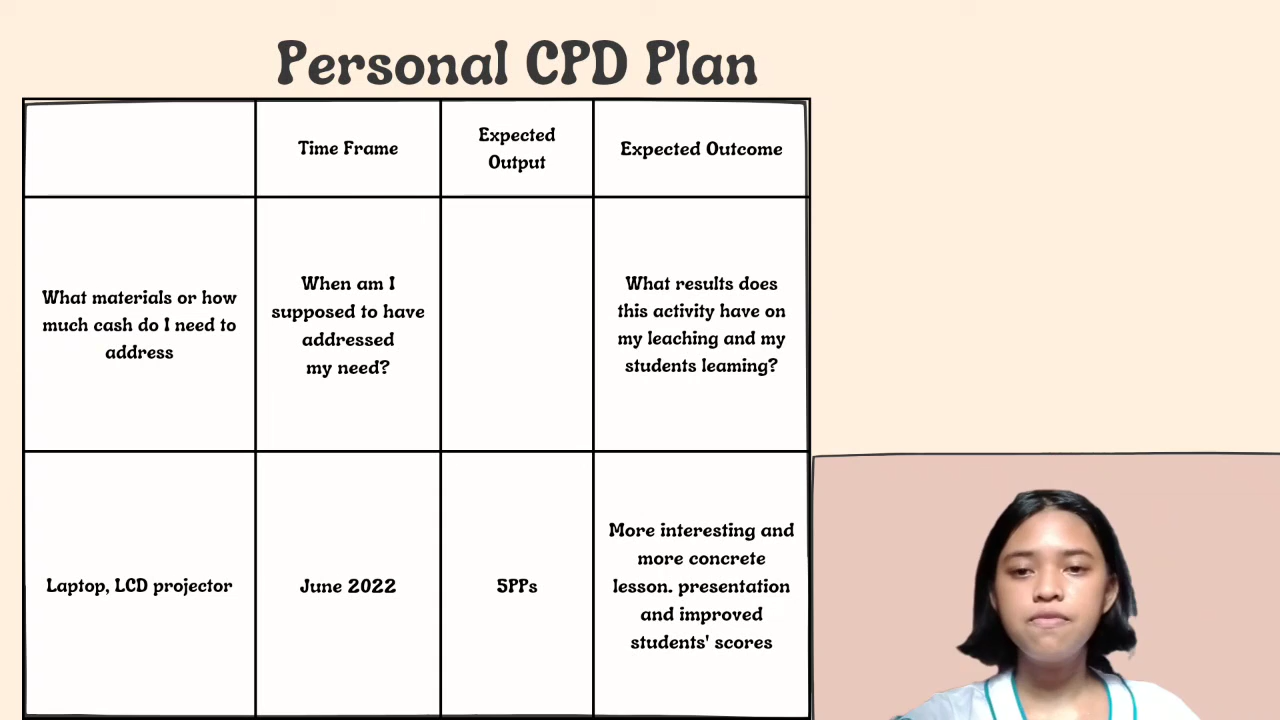 Personal CPD Plan
Time Frame
Expected
Output
Expected Outcome
What materials or how
much cash do I need to
address
When am I
supposed to have
addressed
my need?
What results does
this activity have on
my leaching and my
students leaming?
Laptop, LCD projector
June 2022
5PPs
More interesting and
more concrete
lesson. presentation
and improved
students' scores